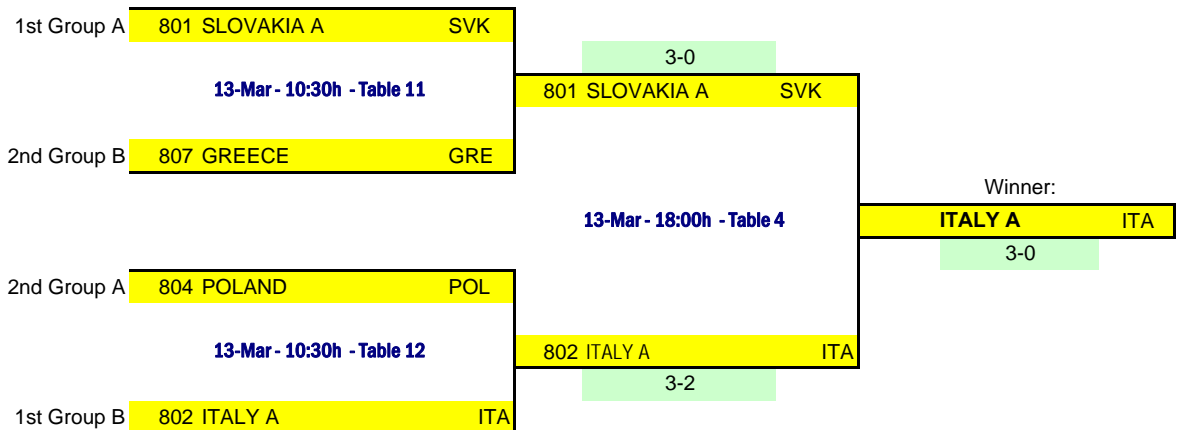 1st Group A 801 SLOVAKIA A SVK
3-0
13-Mar - 10:30h - Table 11
801 SLOVAKIA A SVK
2nd Group B 807 GREECE GRE
Winner:
13-Mar - 18:00h - Table 4
ITALY A ITA
3-0
2nd Group A 804 POLAND POL
13-Mar - 10:30h - Table 12
802 ITALY A ITA
3-2
1st Group B 802 ITALY A ITA